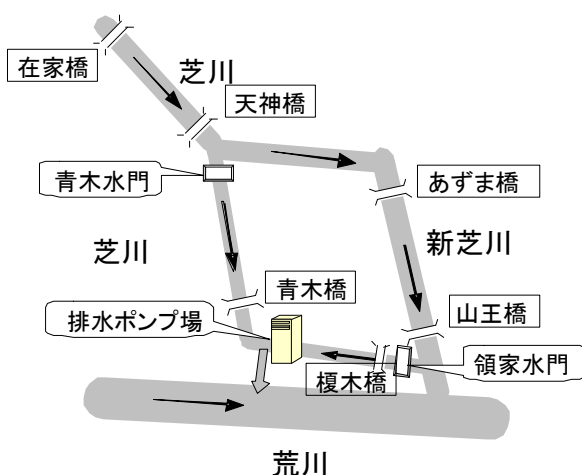 芝川
在家橋
天神橋
青木水門
あずま橋
芝川
新芝川
青木橋
排水ポンプ場
山王橋
榎木橋
領家水門
荒川